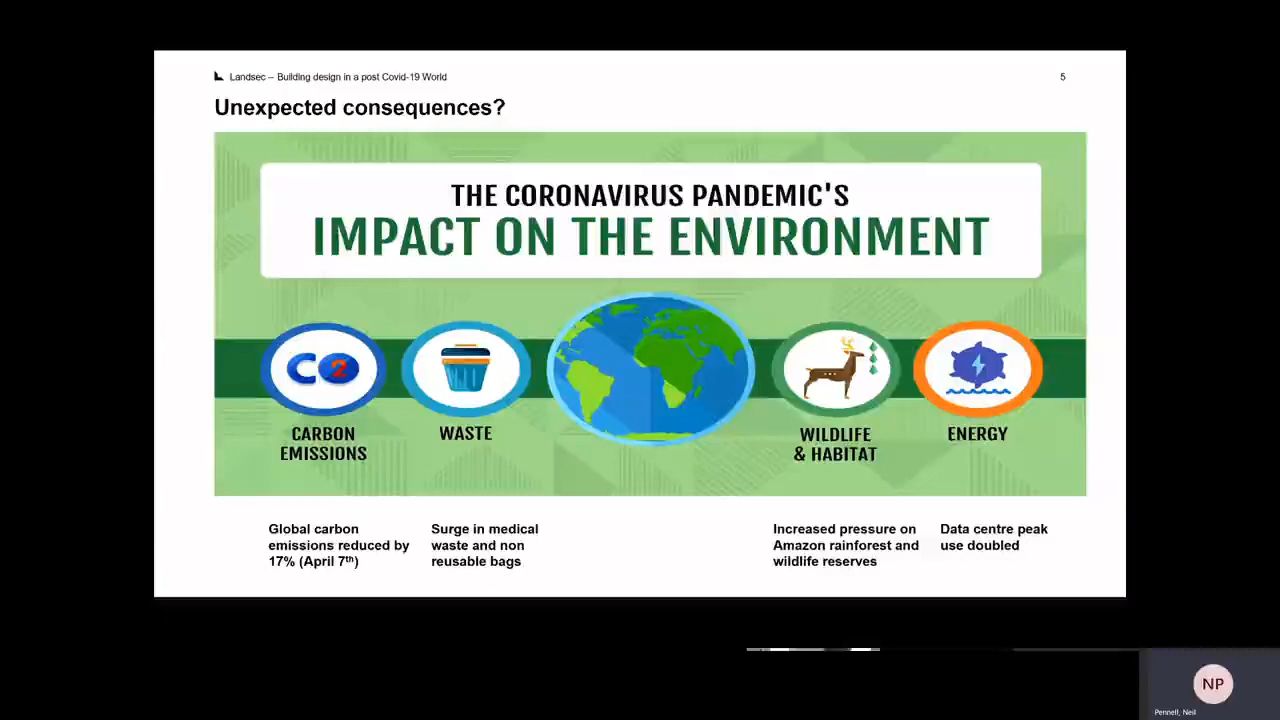 Landsec – Building design in a post Covid-19 World
5
Unexpected consequences?
THE CORONAVIRUS PANDEMIC'S
IMPACT ON THE ENVIRONMENT
CO2
CARBON
EMISSIONS
WASTE
WILDLIFE
& HABITAT
ENERGY
Global carbon
emissions reduced by
17% (April 7th)
Surge in medical
waste and non
reusable bags
Increased pressure on
Amazon rainforest and
wildlife reserves
Data centre peak
use doubled
NP
Pennell, Neil